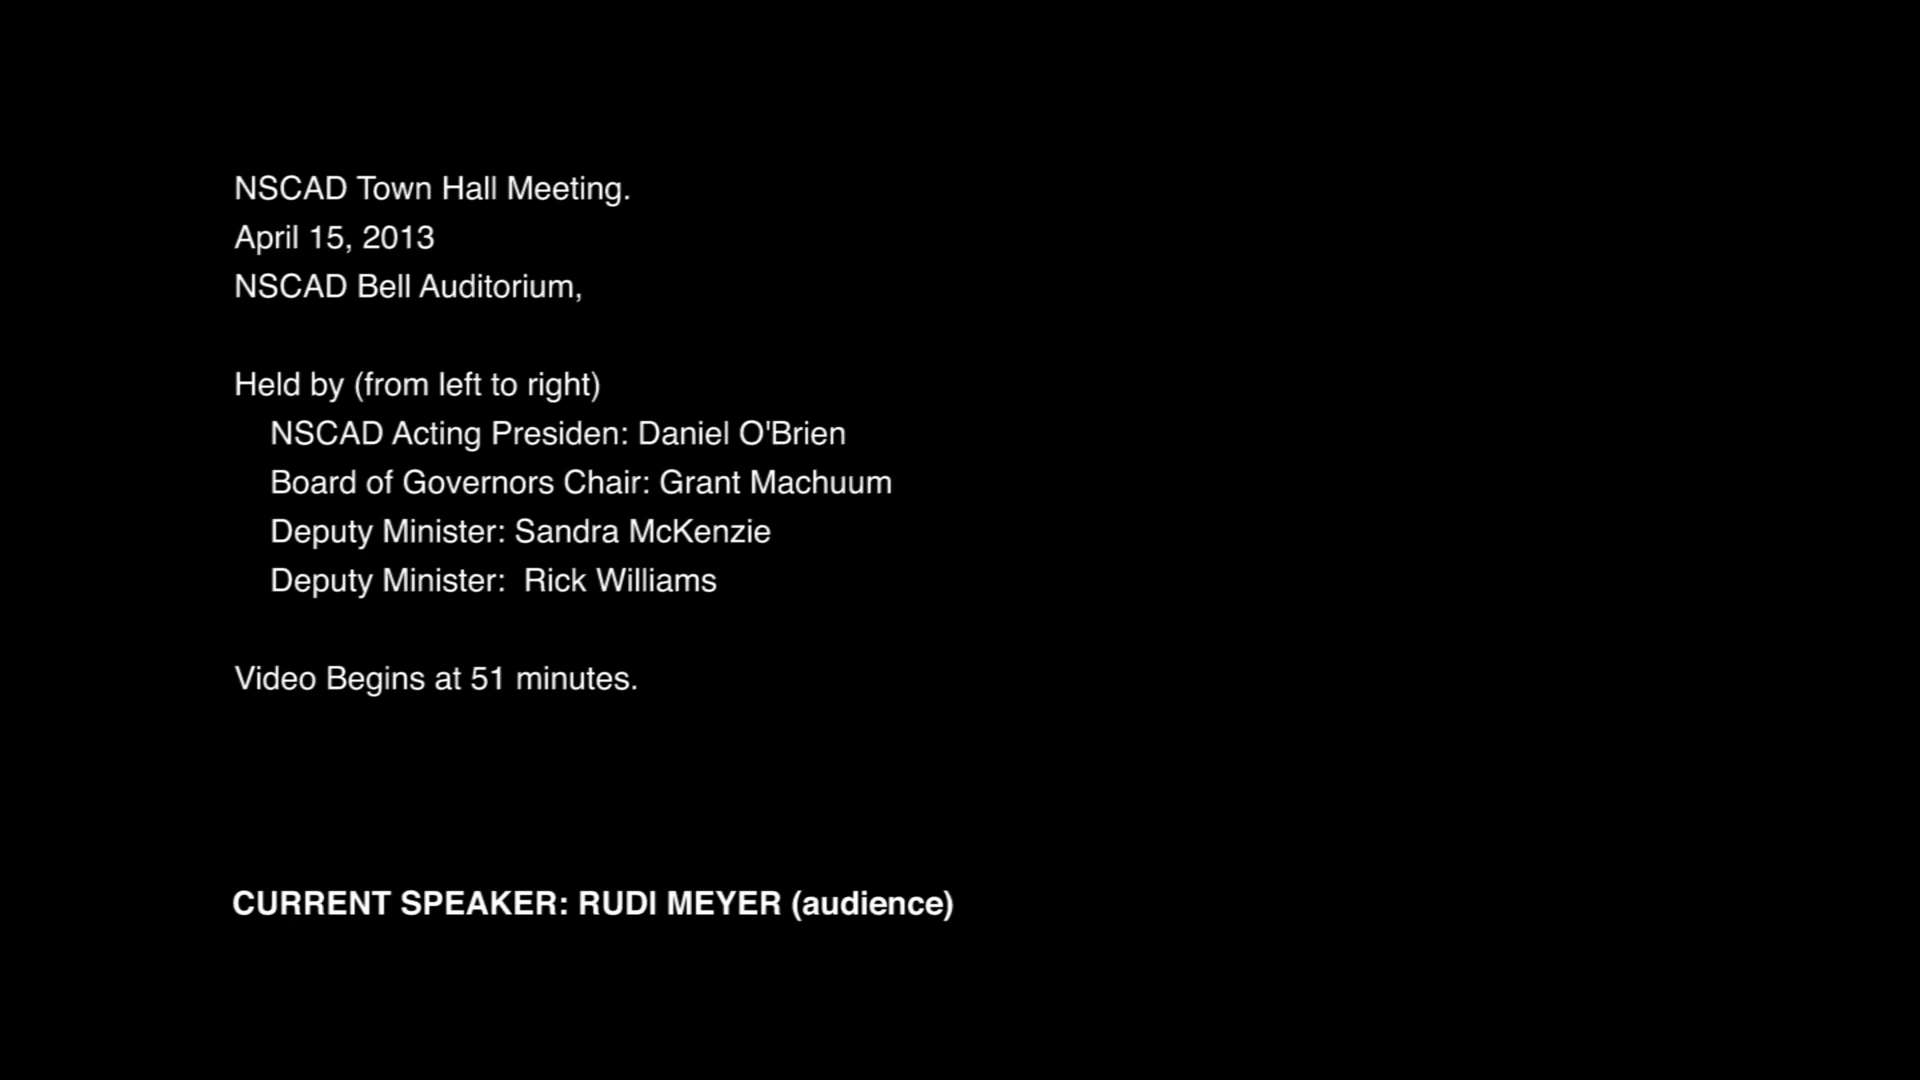 NSCAD Town Hall Meeting.
April 15, 2013
NSCAD Bell Auditorium,
Held by (from left to right)
NSCAD Acting Presiden: Daniel O'Brien
Board of Governors Chair: Grant Machuum
Deputy Minister: Sandra McKenzie
Deputy Minister:  Rick Williams
Video Begins at 51 minutes.
CURRENT SPEAKER: RUDI MEYER (audience)